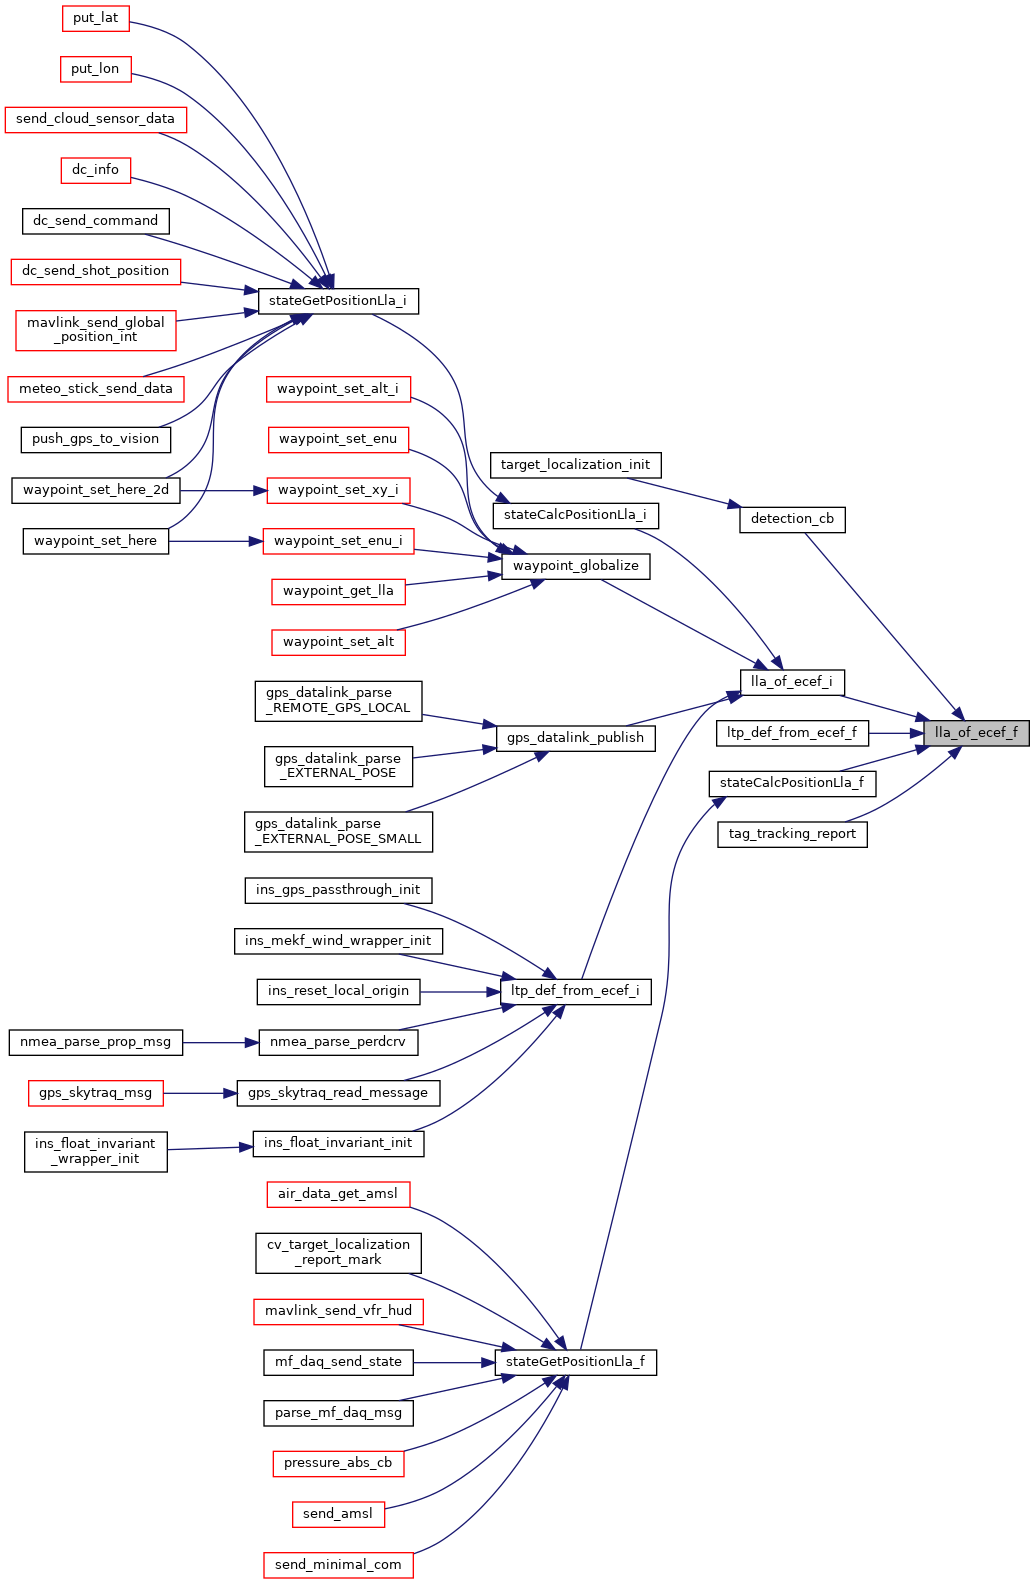 put_lat
put_lon
send_cloud_sensor_data
dc_info
dc_send_command
dc_send_shot_position
stateGetPositionLla_i
mavlink_send_global
_position_int
meteo_stick_send_data
waypoint_set_alt_i
push_gps_to_vision
waypoint_set_enu
target_localization_init
waypoint_set_here_2d
waypoint_set_xy_i
stateCalcPositionLla_i
detection_cb
waypoint_set_here
waypoint_set_enu_i
waypoint_globalize
waypoint_get_lla
waypoint_set_alt
lla_of_ecef_i
gps_datalink_parse
_REMOTE_GPS_LOCAL
gps_datalink_publish
ltp_def_from_ecef_f
lla_of_ecef_f
gps_datalink_parse
_EXTERNAL_POSE
stateCalcPositionLla_f
gps_datalink_parse
_EXTERNAL_POSE_SMALL
tag_tracking_report
ins_gps_passthrough_init
ins_mekf_wind_wrapper_init
ins_reset_local_origin
ltp_def_from_ecef_i
nmea_parse_prop_msg
nmea_parse_perdcrv
gps_skytraq_msg
gps_skytraq_read_message
ins_float_invariant
_wrapper_init
ins_float_invariant_init
air_data_get_amsl
cv_target_localization
_report_mark
mavlink_send_vfr_hud
mf_daq_send_state
stateGetPositionLla_f
parse_mf_daq_msg
pressure_abs_cb
send_amsl
send_minimal_com